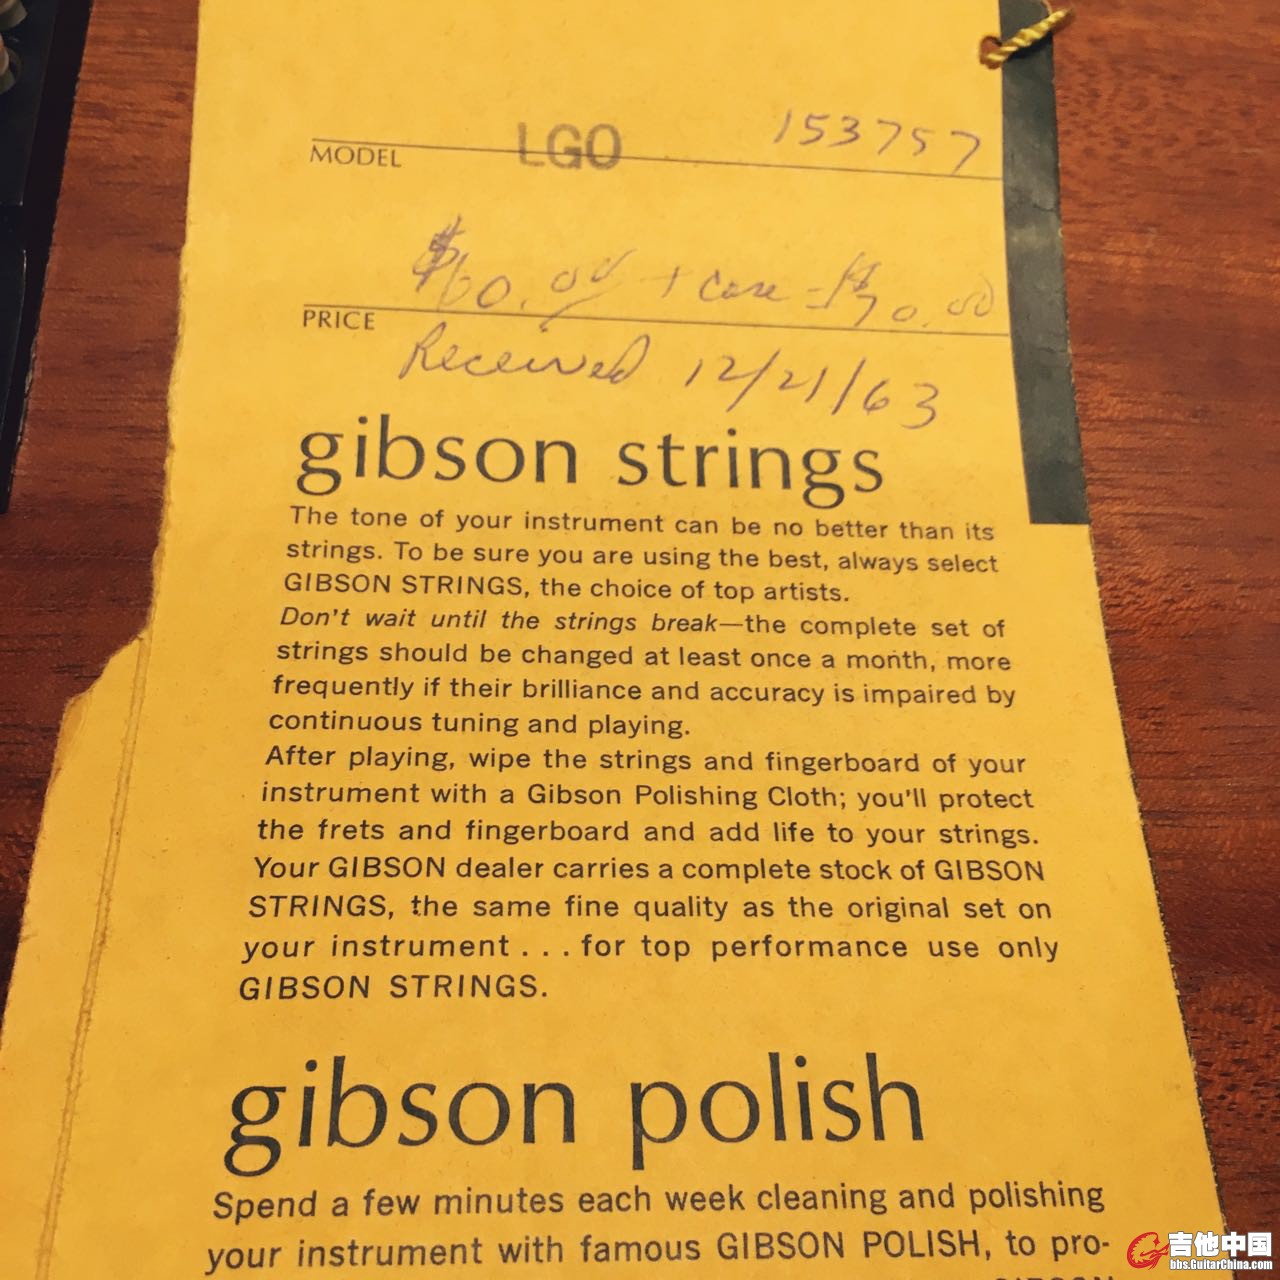 LGO 153757
MODEL
$60.00 + case = $70.00
PRICE
Received 12/21/63
gibson strings
The tone of your instrument can be no better than its
strings. To be sure you are using the best, always select
GIBSON STRINGS, the choice of top artists.
Don't wait until the strings break—the complete set of
strings should be changed at least once a month, more
frequently if their brilliance and accuracy is impaired by
continuous tuning and playing.
After playing, wipe the strings and fingerboard of your
instrument with a Gibson Polishing Cloth; you'll protect
the frets and fingerboard and add life to your strings.
Your GIBSON dealer carries a complete stock of GIBSON
STRINGS, the same fine quality as the original set on
your instrument . . . for top performance use only
GIBSON STRINGS.
gibson polish
Spend a few minutes each week cleaning and polishing
your instrument with famous GIBSON POLISH, to pro-
吉他中国
bbs.GuitarChina.com